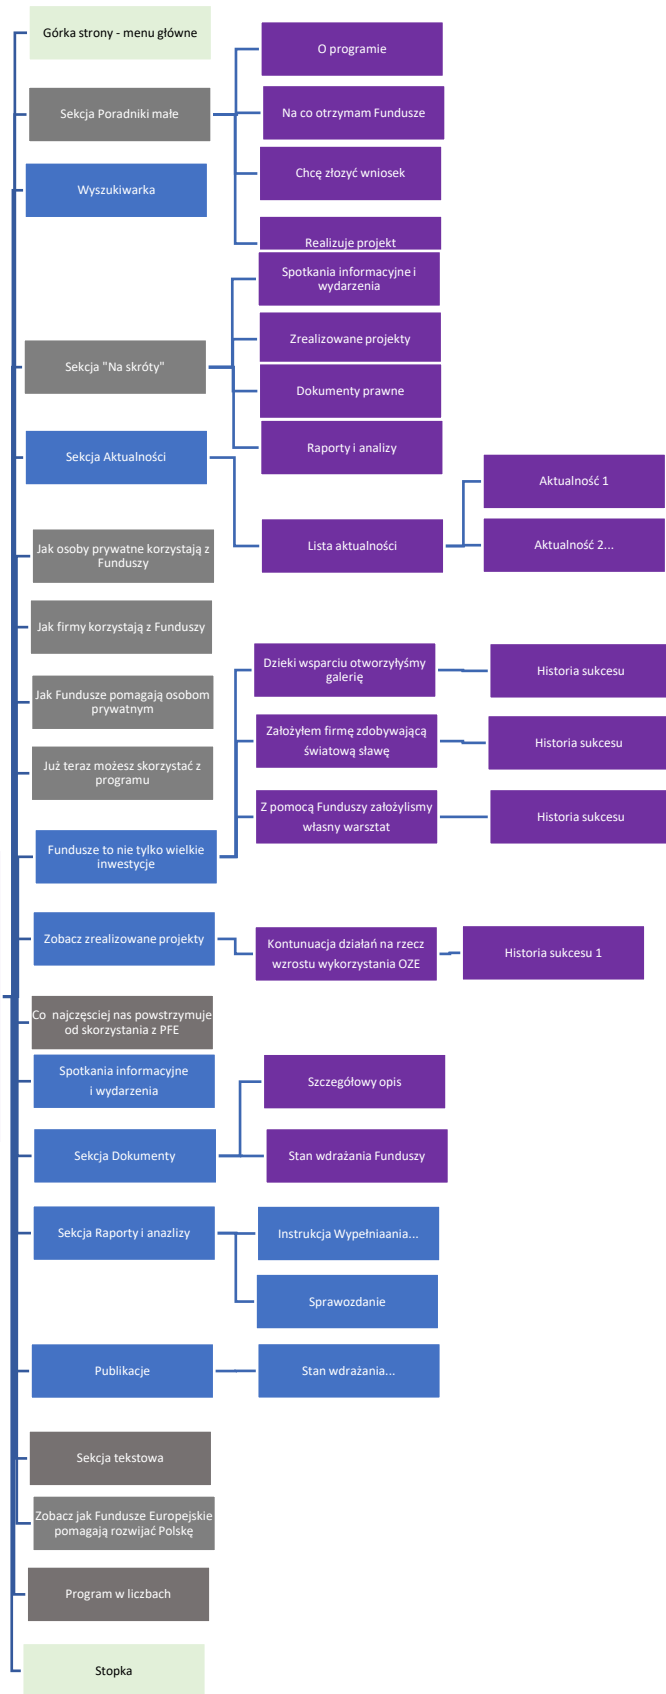 Górka strony - menu główne
O programie
Sekcja Poradniki małe
Na co otrzymam Fundusze
Chcę złozyć wniosek
Wyszukiwarka
Realizuje projekt
Spotkania informacyjne i
wydarzenia
Zrealizowane projekty
Sekcja "Na skróty"
Dokumenty prawne
Raporty i analizy
Sekcja Aktualności
Aktualność 1
Lista aktualności
Aktualność 2...
Jak osoby prywatne korzystają z
Funduszy
Jak firmy korzystają z Funduszy
Dzieki wsparciu otworzyłyśmy
galerię
Historia sukcesu
Jak Fundusze pomagają osobom
prywatnym
Założyłem firmę zdobywającą
światową sławę
Historia sukcesu
Już teraz możesz skorzystać z
programu
Z pomocą Funduszy założylismy
własny warsztat
Historia sukcesu
Fundusze to nie tylko wielkie
inwestycje
Zobacz zrealizowane projekty
Kontunuacja działań na rzecz
wzrostu wykorzystania OZE
Historia sukcesu 1
Co  najczęsciej nas powstrzymuje
od skorzystania z PFE
Spotkania informacyjne
i wydarzenia
Szczegółowy opis
Sekcja Dokumenty
Stan wdrażania Funduszy
Sekcja Raporty i anazlizy
Instrukcja Wypełniaania...
Sprawozdanie
Publikacje
Stan wdrażania...
Sekcja tekstowa
Zobacz jak Fundusze Europejskie
pomagają rozwijać Polskę
Program w liczbach
Stopka